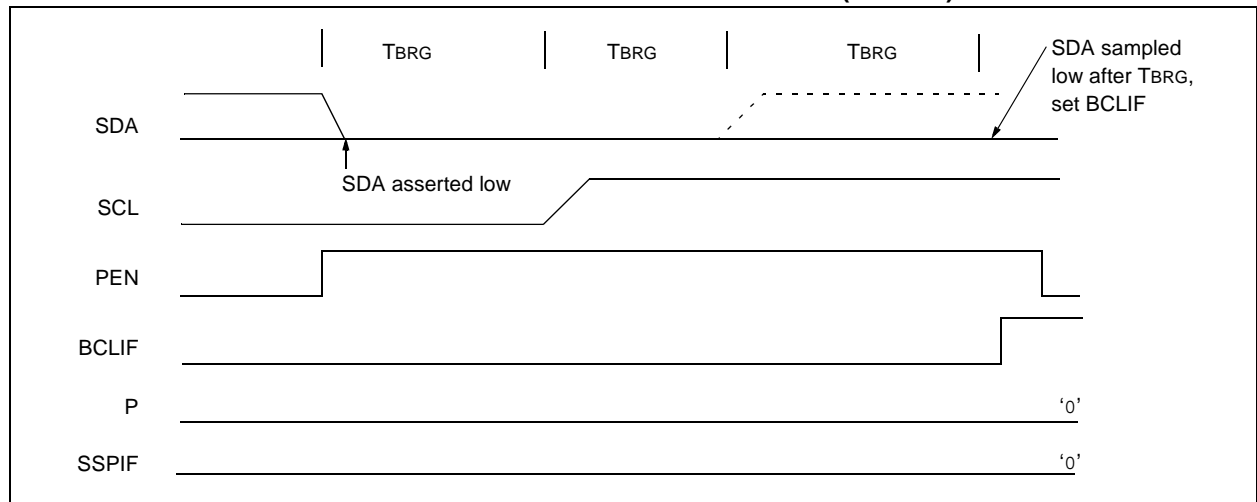 TBRG TBRG TBRG
SDA sampled
low after TBRG,
set BCLIF
SDA
SDA asserted low
SCL
PEN
BCLIF
P
‘0’
SSPIF
‘0’